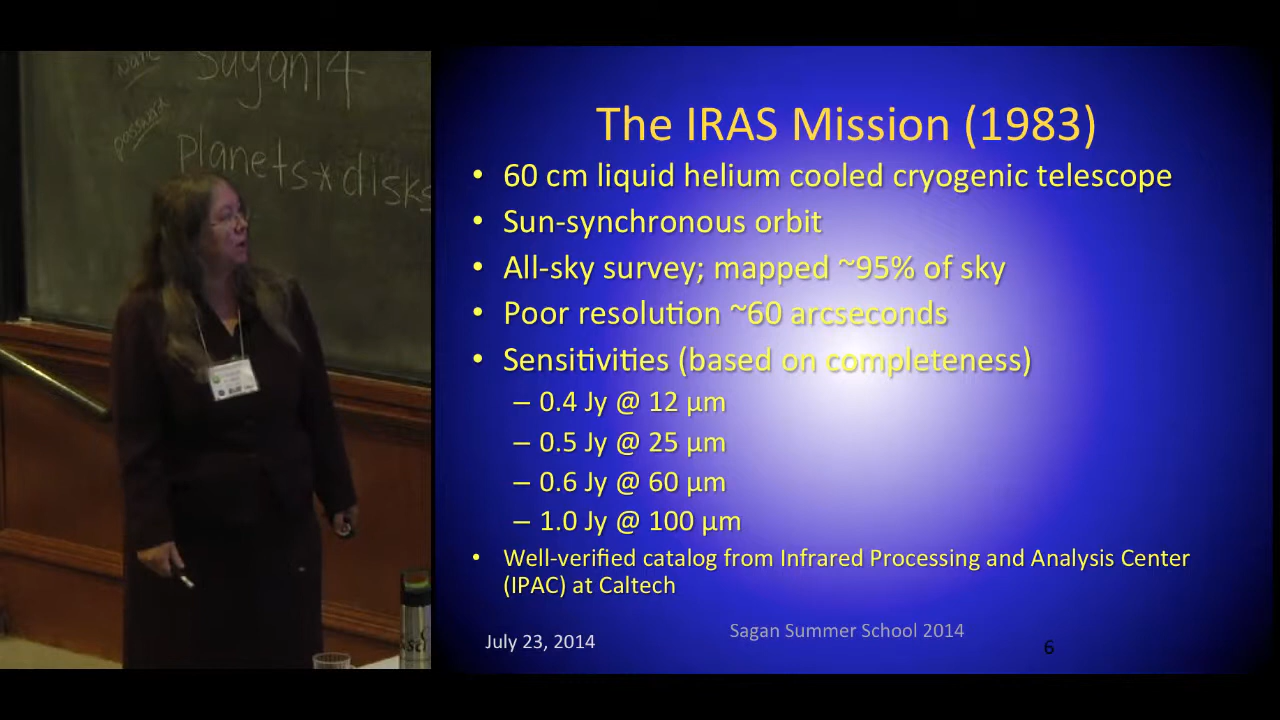 name
Sagan14
password
planets*disks
The IRAS Mission (1983)
• 60 cm liquid helium cooled cryogenic telescope
• Sun-synchronous orbit
• All-sky survey; mapped ~95% of sky
• Poor resolution ~60 arcseconds
• Sensitivities (based on completeness)
– 0.4 Jy @ 12 µm
– 0.5 Jy @ 25 µm
– 0.6 Jy @ 60 µm
– 1.0 Jy @ 100 µm
• Well-verified catalog from Infrared Processing and Analysis Center
(IPAC) at Caltech
July 23, 2014
Sagan Summer School 2014
6